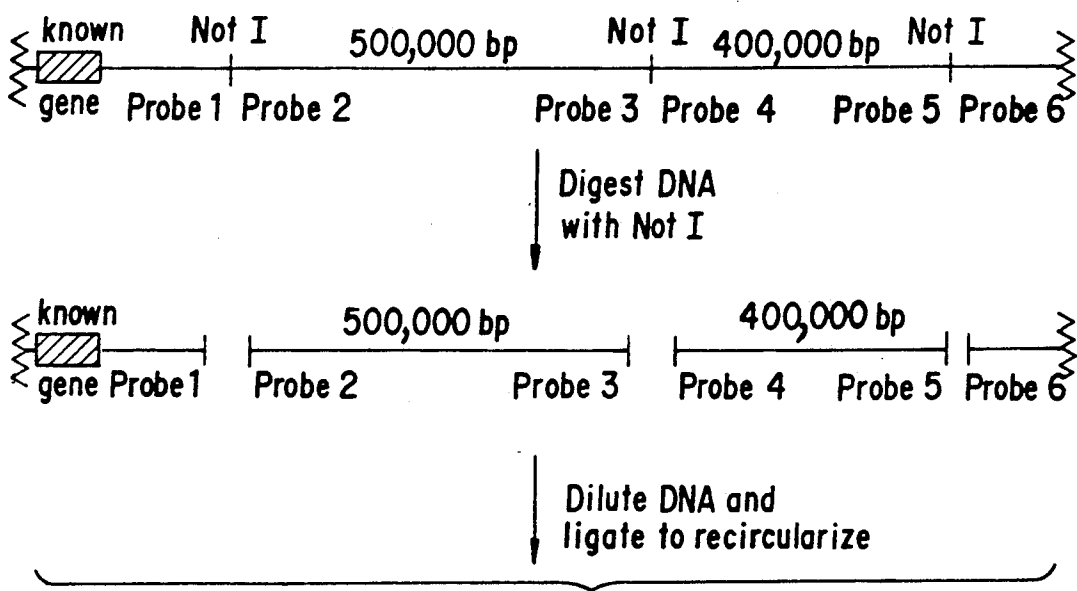 known Not I 500,000 bp Not I 400,000 bp Not I
gene Probe 1 Probe 2 Probe 3 Probe 4 Probe 5 Probe 6
Digest DNA
with Not I
known 500,000 bp 400,000 bp
gene Probe 1 Probe 2 Probe 3 Probe 4 Probe 5 Probe 6
Dilute DNA and
ligate to recircularize